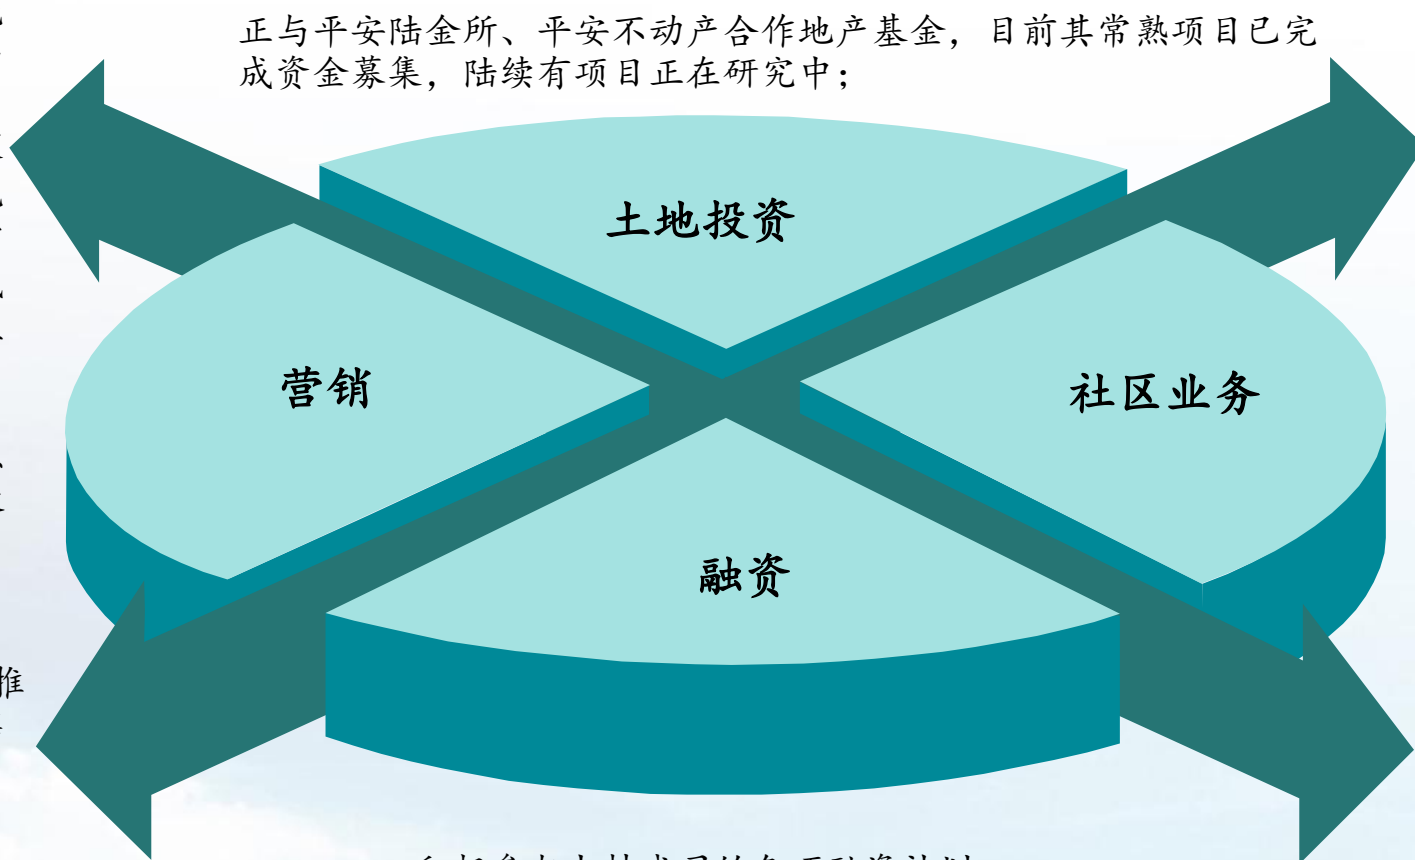 正与平安陆金所、平安不动产合作地产基金，目前其常熟项目已完
成资金募集，陆续有项目正在研究中；
土地投资
营销
社区业务
融资
推